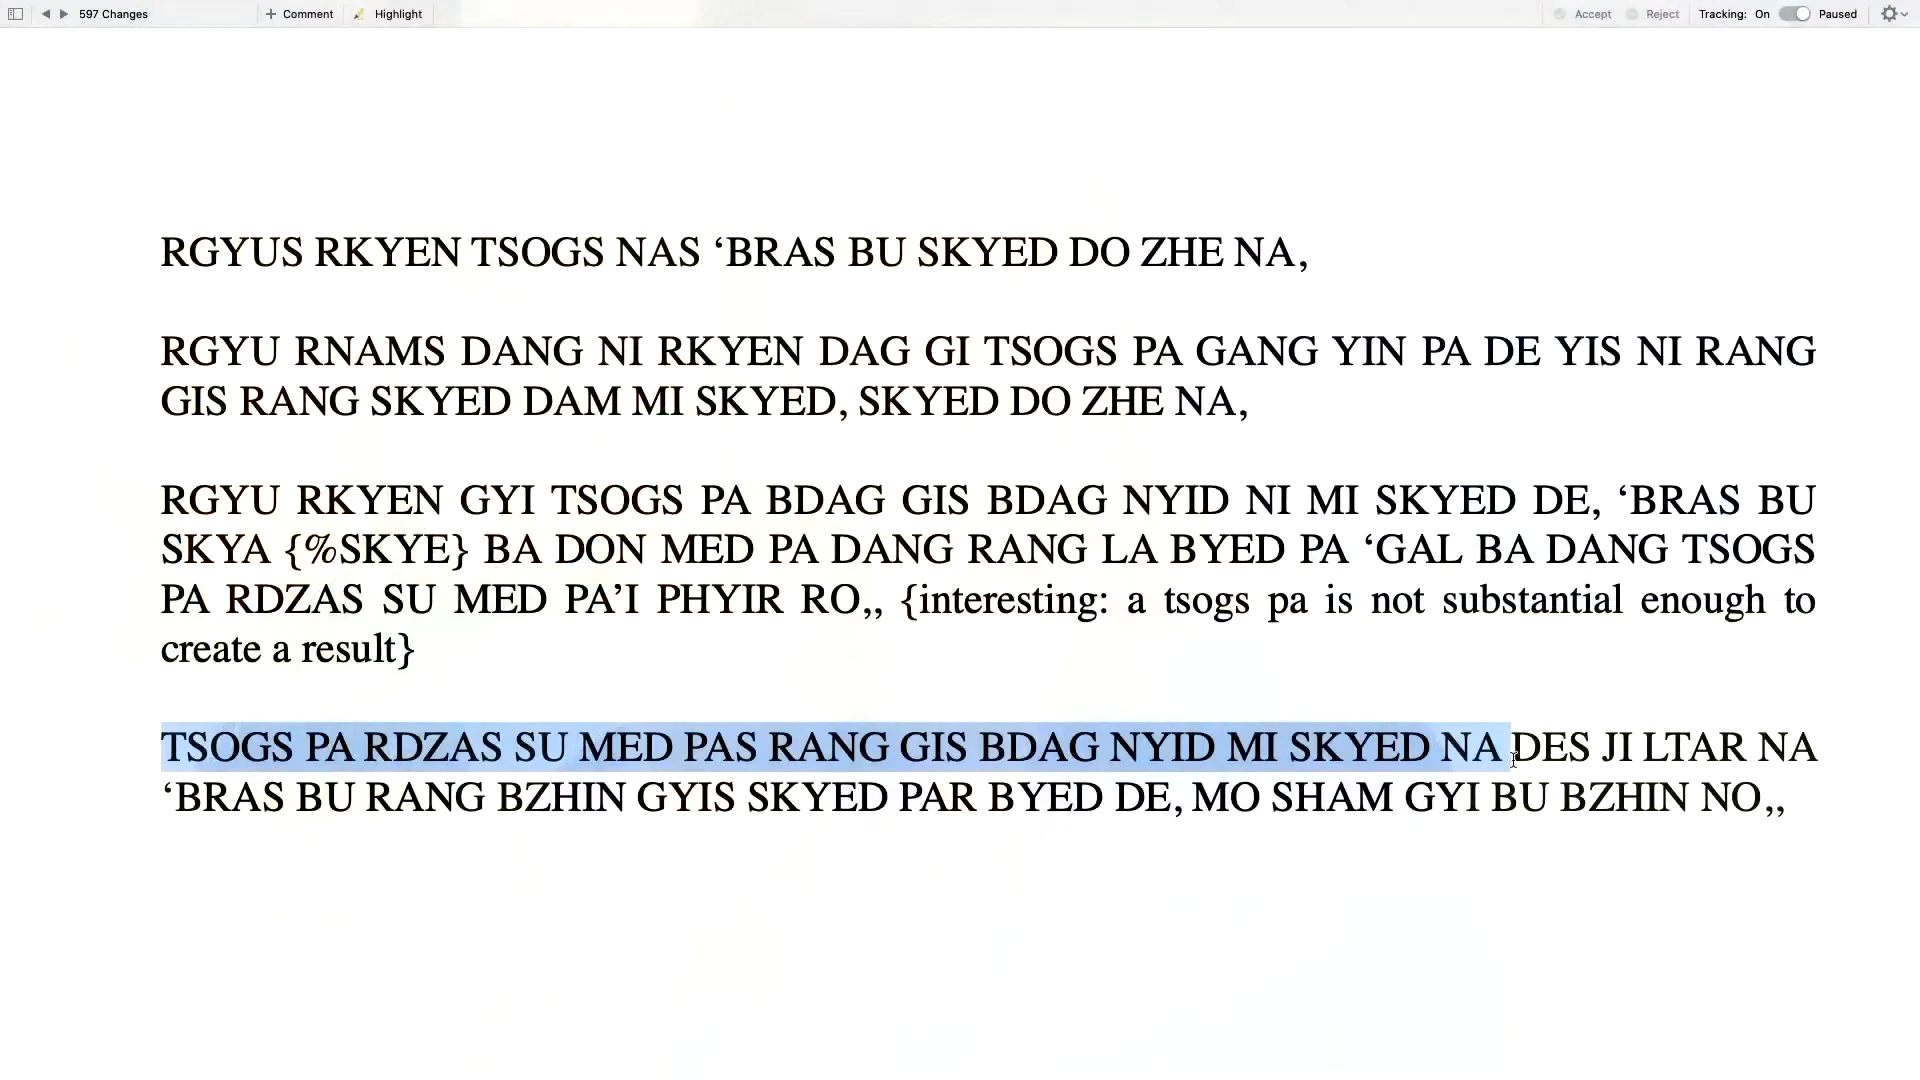 597 Changes
Comment
Highlight
Accept
Reject
Tracking: On
Paused
RGYUS RKYEN TSOGS NAS ‘BRAS BU SKYED DO ZHE NA,
RGYU RNAMS DANG NI RKYEN DAG GI TSOGS PA GANG YIN PA DE YIS NI RANG
GIS RANG SKYED DAM MI SKYED, SKYED DO ZHE NA,
RGYU RKYEN GYI TSOGS PA BDAG GIS BDAG NYID NI MI SKYED DE, ‘BRAS BU
SKYA {%SKYE} BA DON MED PA DANG RANG LA BYED PA ‘GAL BA DANG TSOGS
PA RDZAS SU MED PA’I PHYIR RO,, {interesting: a tsogs pa is not substantial enough to
create a result}
TSOGS PA RDZAS SU MED PAS RANG GIS BDAG NYID MI SKYED NA DES JI LTAR NA
‘BRAS BU RANG BZHIN GYIS SKYED PAR BYED DE, MO SHAM GYI BU BZHIN NO,,